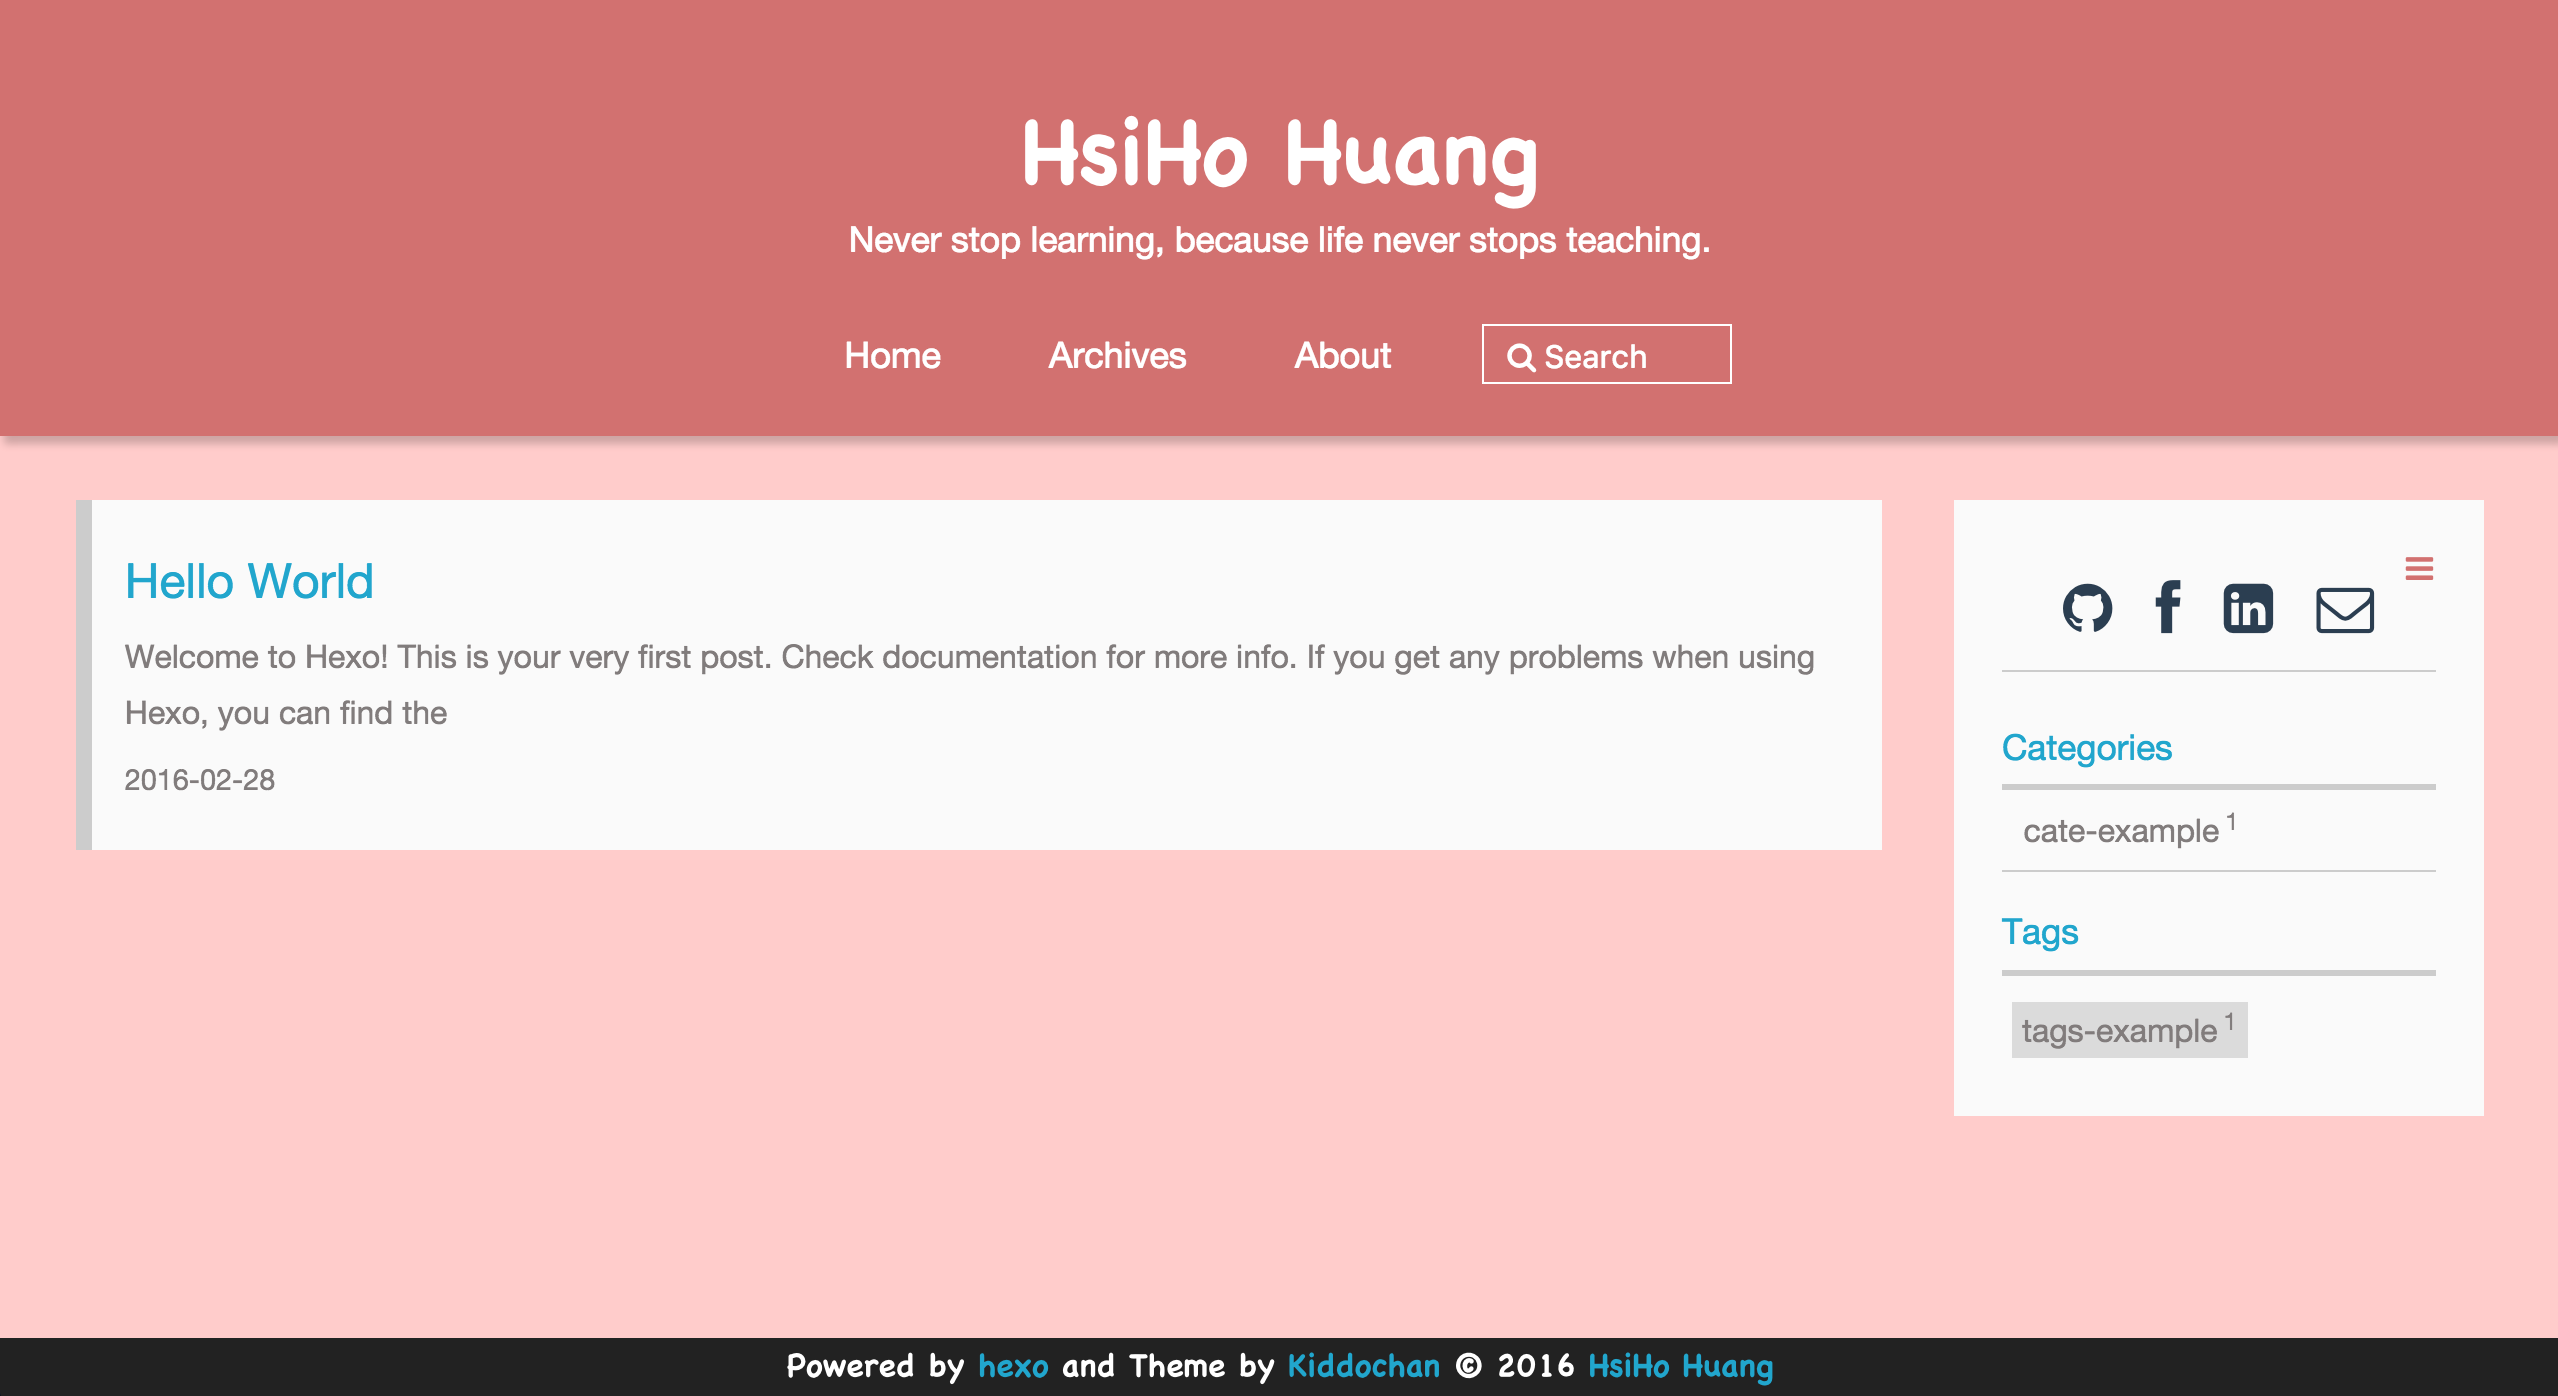 HsiHo Huang
Never stop learning, because life never stops teaching.
Home Archives About Search
Hello World
Welcome to Hexo! This is your very first post. Check documentation for more info. If you get any problems when using
Hexo, you can find the
2016-02-28
Categories
cate-example 1
Tags
tags-example 1
Powered by hexo and Theme by Kiddochan © 2016 HsiHo Huang